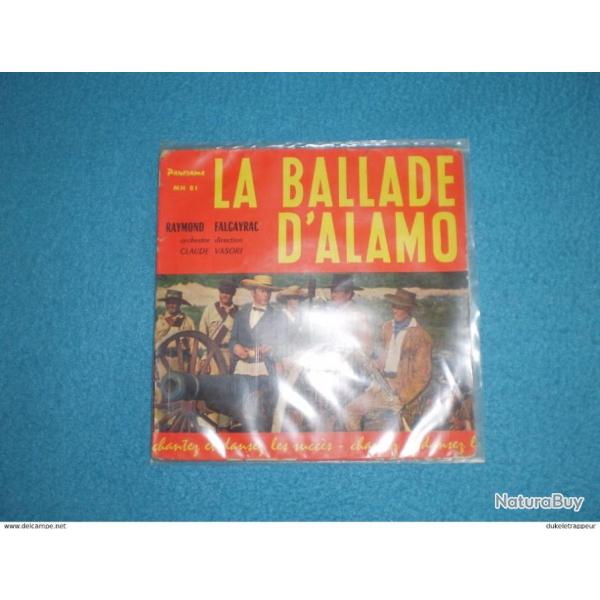 Panorama
MH 81
LA BALLADE
D'ALAMO
RAYMOND FALGAYRAC
orchestre direction
CLAUDE VASORI
chantez et dansez les succès - chantez et dansez l
NaturaBuy
www.delcampe.net
dukeletrappeur